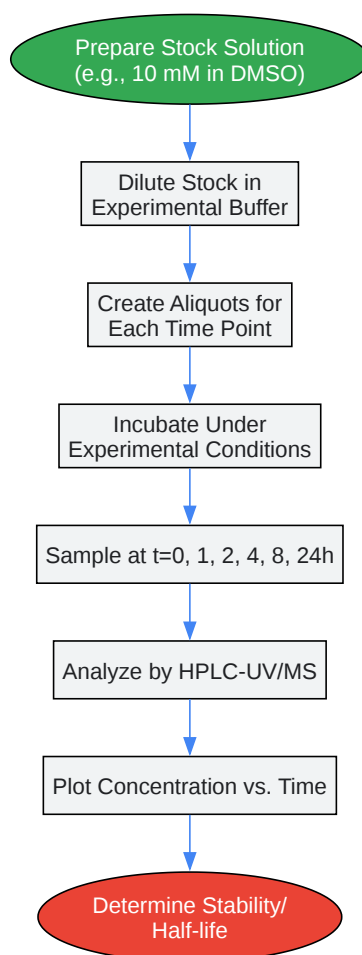 Prepare Stock Solution
(e.g., 10 mM in DMSO)
Dilute Stock in
Experimental Buffer
Create Aliquots for
Each Time Point
Incubate Under
Experimental Conditions
Sample at t=0, 1, 2, 4, 8, 24h
Analyze by HPLC-UV/MS
Plot Concentration vs. Time
Determine Stability/
Half-life